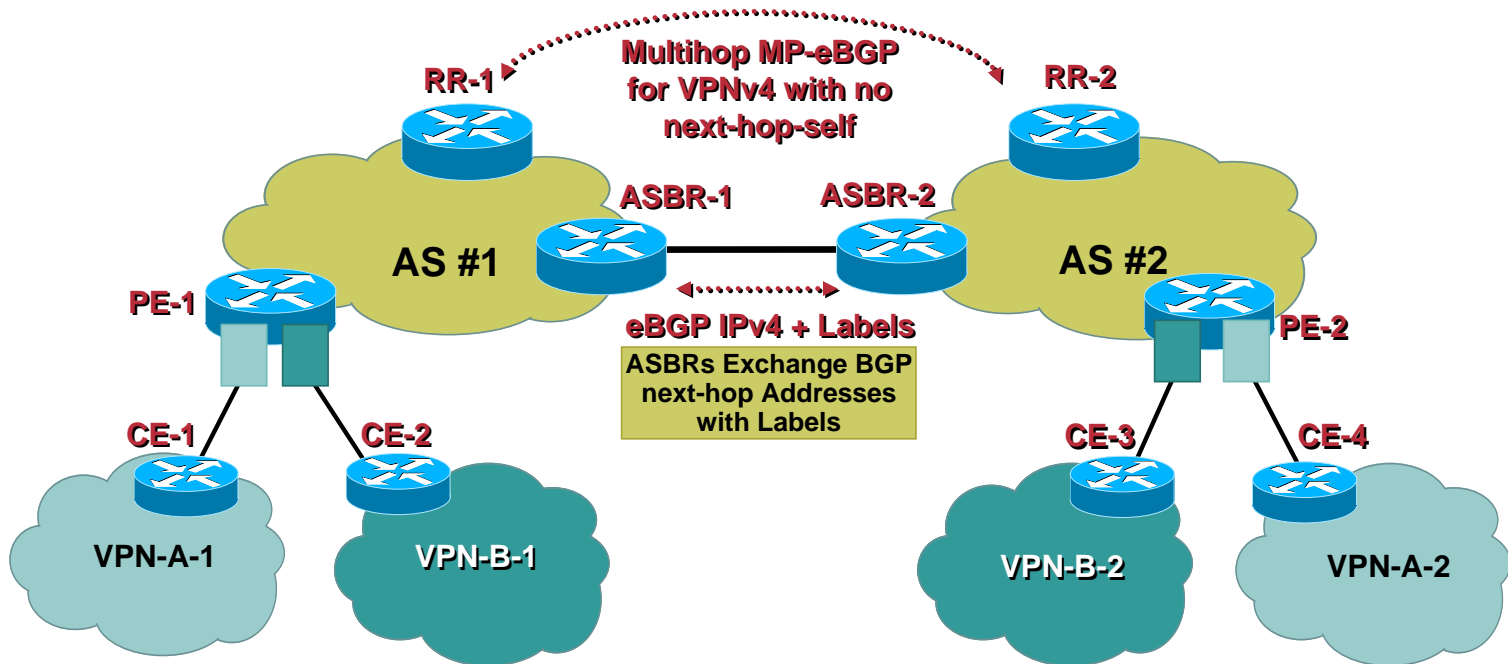 Multihop MP-eBGP
for VPNv4 with no
next-hop-self
RR-1
RR-2
ASBR-1
ASBR-2
AS #1
AS #2
PE-1
PE-2
eBGP IPv4 + Labels
ASBRs Exchange BGP
next-hop Addresses
with Labels
CE-1
CE-2
CE-3
CE-4
VPN-A-1
VPN-B-1
VPN-B-2
VPN-A-2